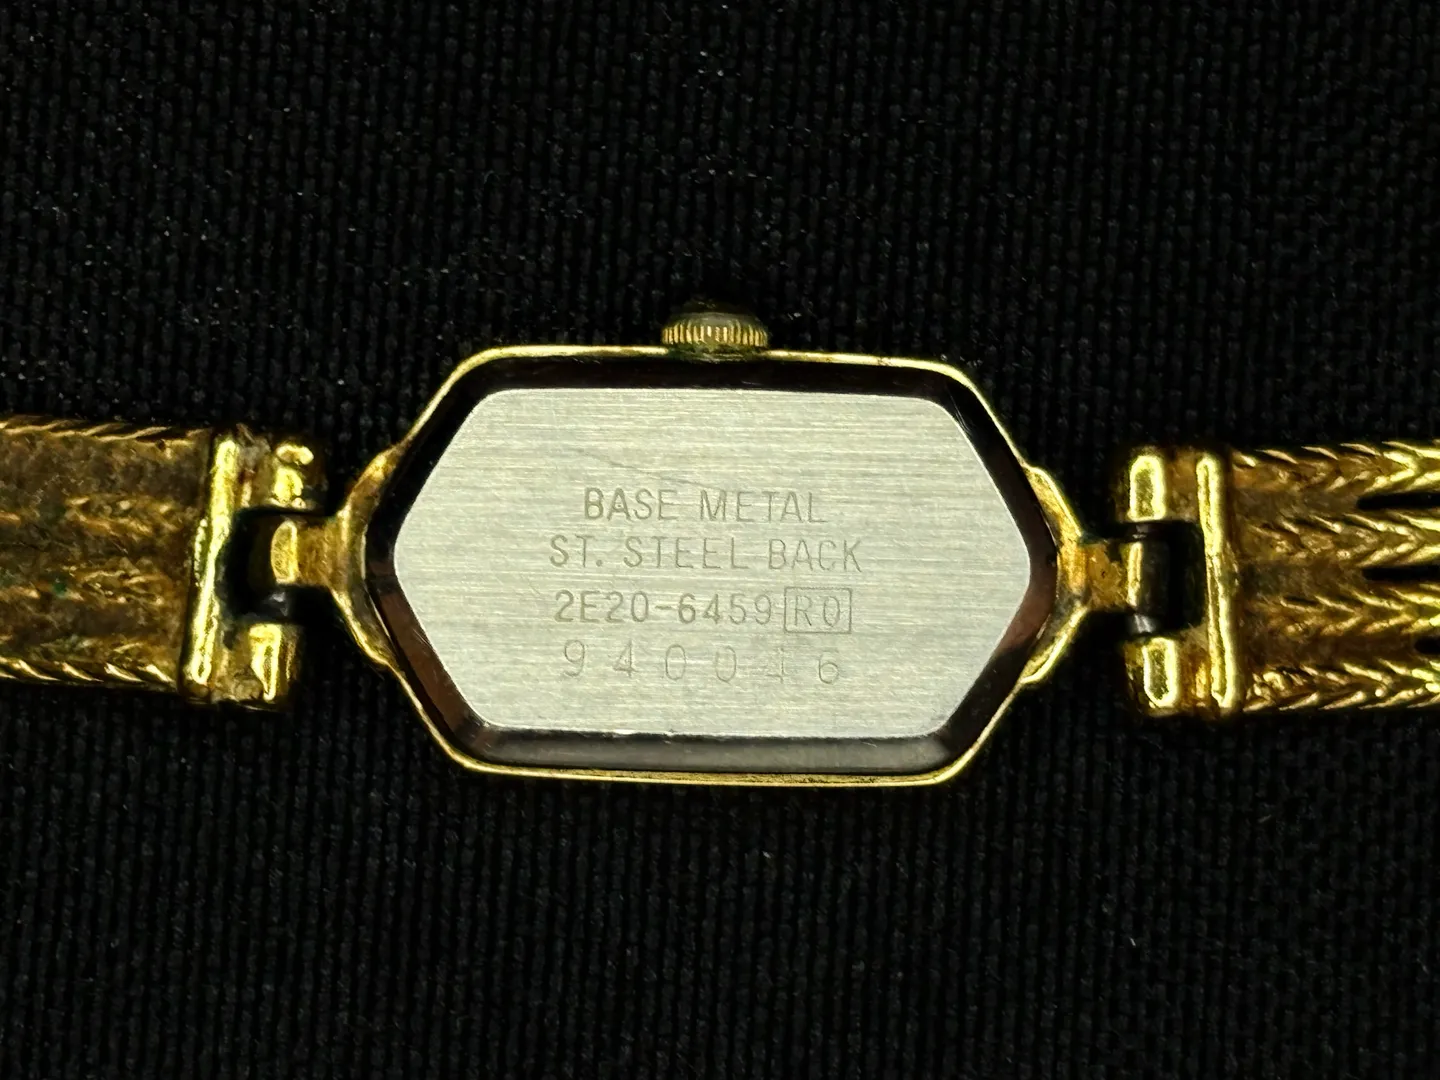 BASE METAL
ST. STEEL BACK
2E20-6459 R0
940046